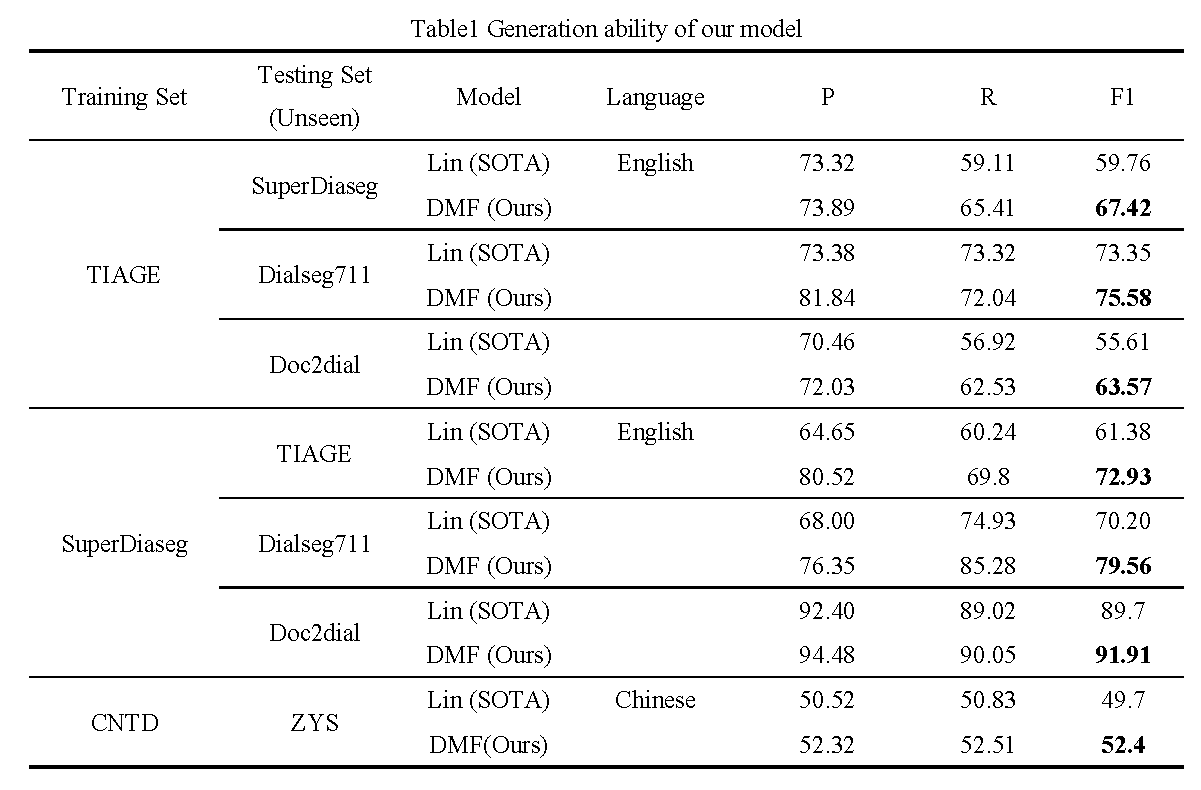 Table1 Generation ability of our model
Training Set Testing Set (Unseen) Model Language P R F1
TIAGE SuperDiaseg Lin (SOTA) English 73.32 59.11 59.76
DMF (Ours) 73.89 65.41 67.42
Dialseg711 Lin (SOTA) 73.38 73.32 73.35
DMF (Ours) 81.84 72.04 75.58
Doc2dial Lin (SOTA) 70.46 56.92 55.61
DMF (Ours) 72.03 62.53 63.57
SuperDiaseg TIAGE Lin (SOTA) English 64.65 60.24 61.38
DMF (Ours) 80.52 69.8 72.93
Dialseg711 Lin (SOTA) 68.00 74.93 70.20
DMF (Ours) 76.35 85.28 79.56
Doc2dial Lin (SOTA) 92.40 89.02 89.7
DMF (Ours) 94.48 90.05 91.91
CNTD ZYS Lin (SOTA) Chinese 50.52 50.83 49.7
DMF(Ours) 52.32 52.51 52.4